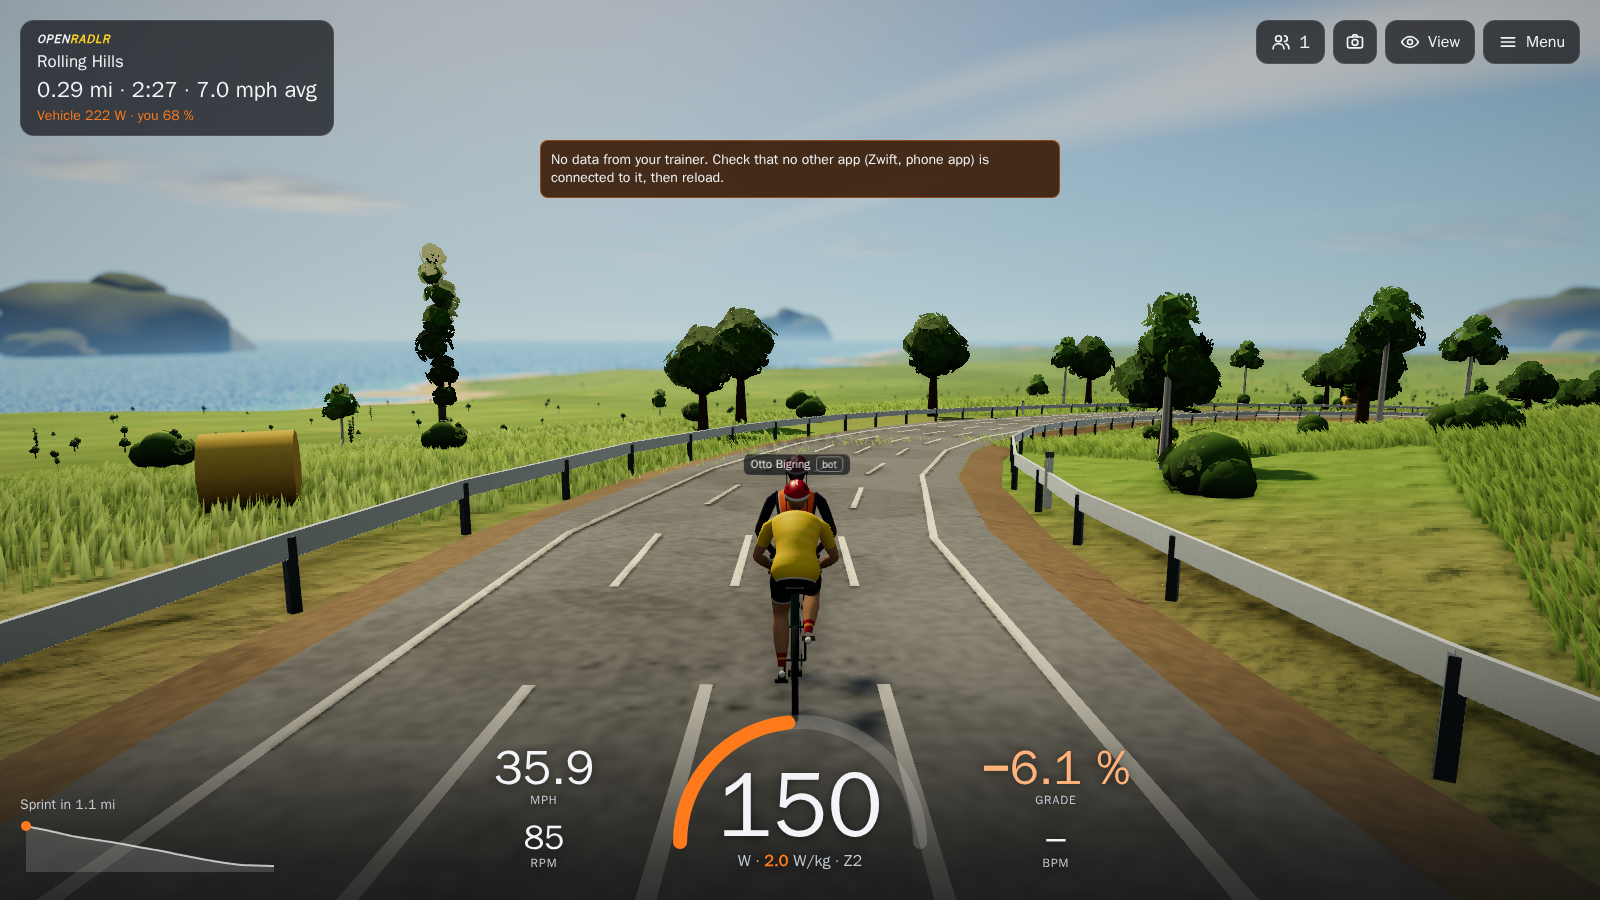 OPENRADLR
Rolling Hills
0.29 mi · 2:27 · 7.0 mph avg
Vehicle 222 W · you 68 %
1
View
Menu
No data from your trainer. Check that no other app (Zwift, phone app) is
connected to it, then reload.
Otto Bigring bot
35.9
MPH
85
RPM
150
W · 2.0 W/kg · Z2
−6.1 %
GRADE
–
BPM
Sprint in 1.1 mi